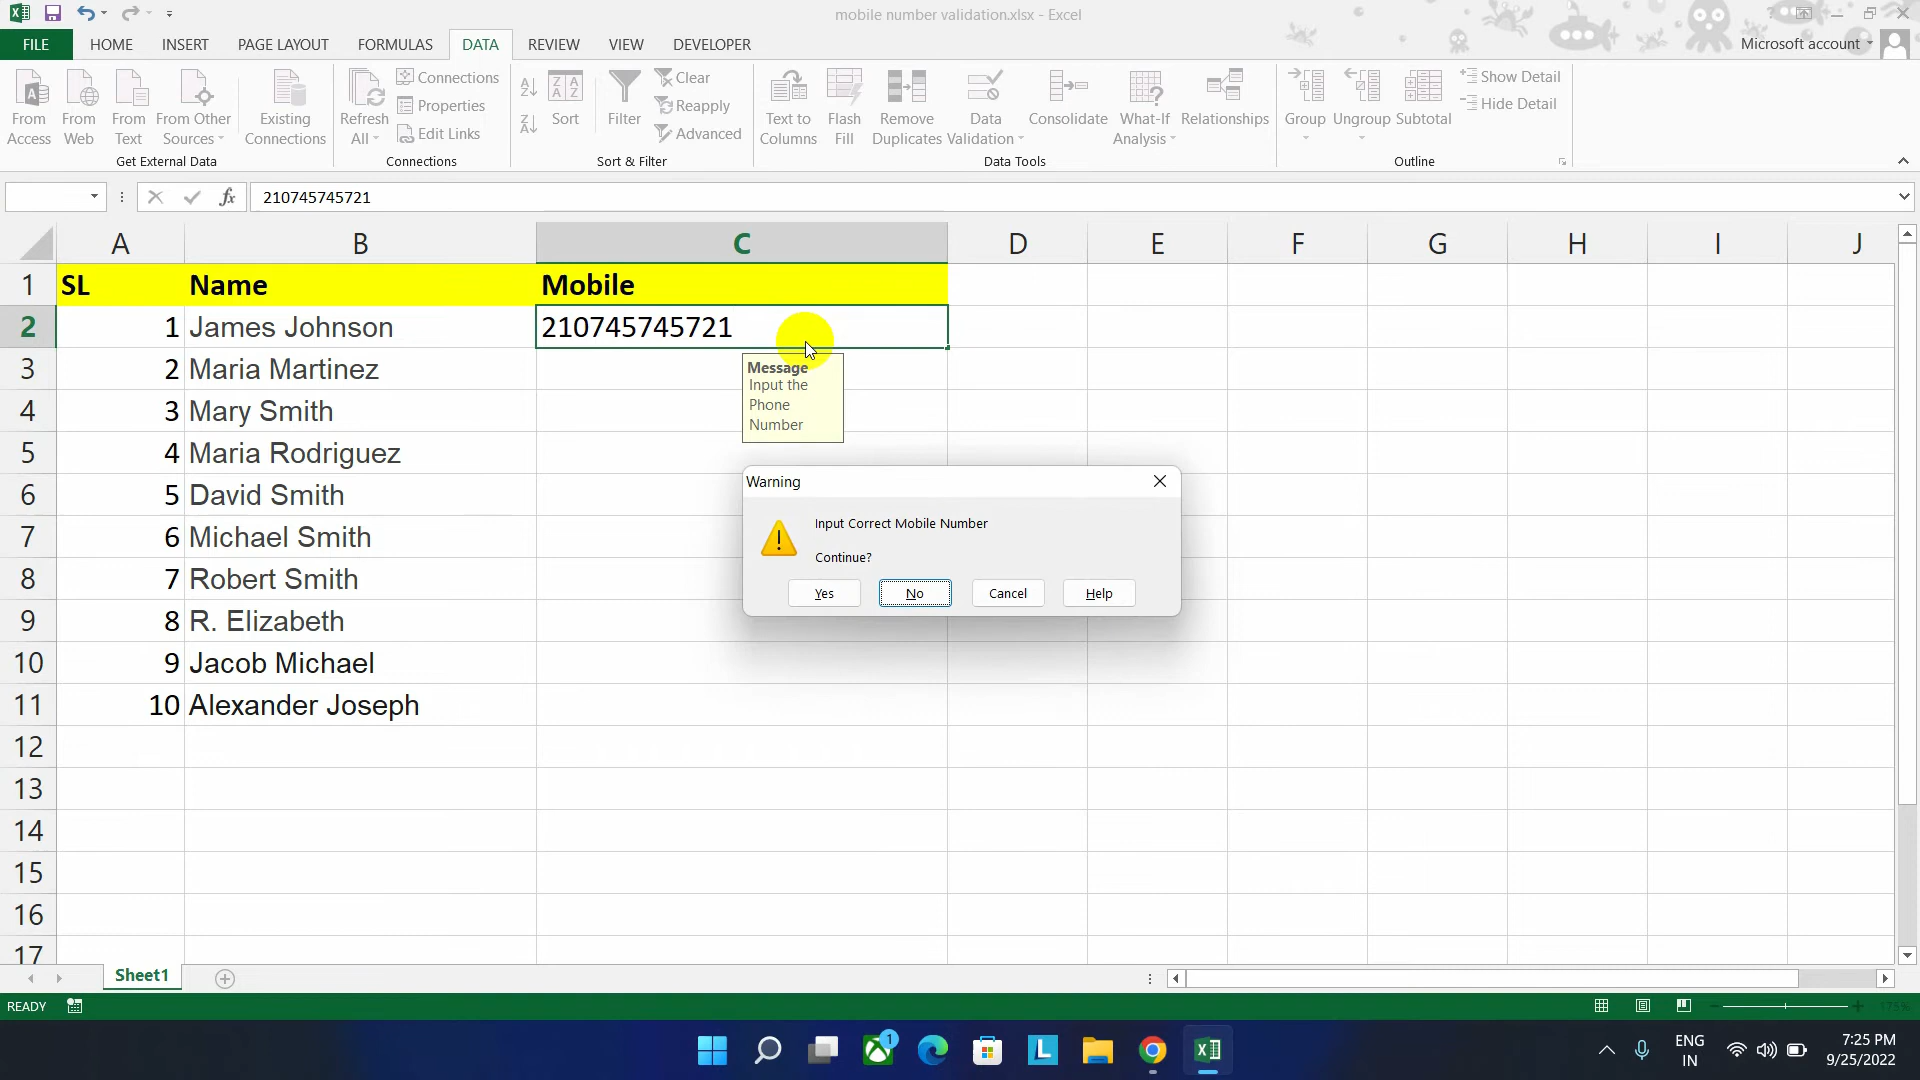 mobile number validation.xlsx - Excel
FILE HOME INSERT PAGE LAYOUT FORMULAS DATA REVIEW VIEW DEVELOPER Microsoft account
From Access
From Web
From Text
From Other Sources
Existing Connections
Get External Data
Refresh All
Connections
Properties
Edit Links
Connections
Sort
Filter
Clear
Reapply
Advanced
Sort & Filter
Text to Columns
Flash Fill
Remove Duplicates
Data Validation
Consolidate
What-If Analysis
Relationships
Data Tools
Group
Ungroup
Subtotal
Show Detail
Hide Detail
Outline
fx 210745745721
A B C D E F G H I J
1 SL Name Mobile
2 1 James Johnson 210745745721
3 2 Maria Martinez
4 3 Mary Smith
5 4 Maria Rodriguez
6 5 David Smith
7 6 Michael Smith
8 7 Robert Smith
9 8 R. Elizabeth
10 9 Jacob Michael
11 10 Alexander Joseph
12
13
14
15
16
17
Message
Input the
Phone
Number
Warning
Input Correct Mobile Number
Continue?
Yes No Cancel Help
Sheet1
READY 175%
1
ENG
IN
7:25 PM
9/25/2022